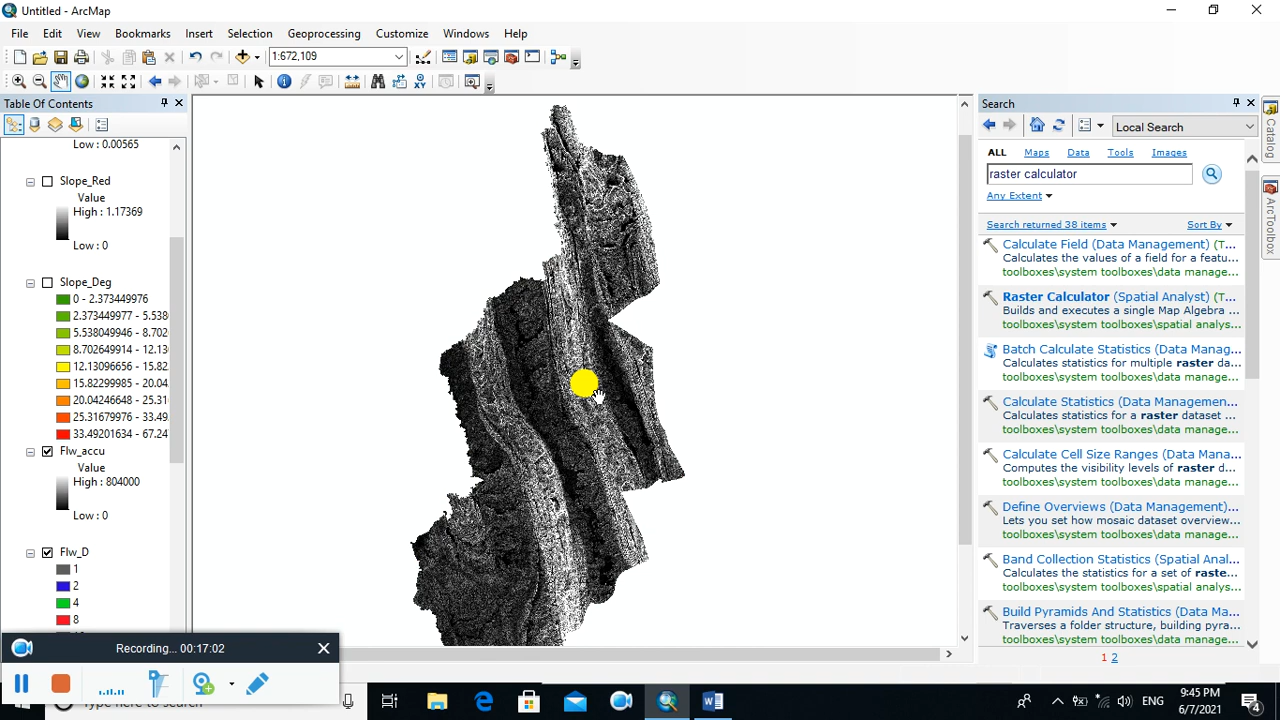 Untitled - ArcMap
File Edit View Bookmarks Insert Selection Geoprocessing Customize Windows Help
1:672,109
Table Of Contents
Low : 0.00565
Slope_Red
Value
High : 1.17369
Low : 0
Slope_Deg
0 - 2.373449976
2.373449977 - 5.538
5.538049946 - 8.702
8.702649914 - 12.13
12.13096656 - 15.82
15.82299985 - 20.04
20.04246648 - 25.31
25.31679976 - 33.49
33.49201634 - 67.24
Flw_accu
Value
High : 804000
Low : 0
Flw_D
1
2
4
8
Search
Local Search
ALL Maps Data Tools Images
raster calculator
Any Extent
Search returned 38 items Sort By
Calculate Field (Data Management) (T...
Calculates the values of a field for a featu...
toolboxes\system toolboxes\data manage...
Raster Calculator (Spatial Analyst) (T...
Builds and executes a single Map Algebra ...
toolboxes\system toolboxes\spatial analys...
Batch Calculate Statistics (Data Manag...
Calculates statistics for multiple raster da...
toolboxes\system toolboxes\data manage...
Calculate Statistics (Data Managemen...
Calculates statistics for a raster dataset ...
toolboxes\system toolboxes\data manage...
Calculate Cell Size Ranges (Data Mana...
Computes the visibility levels of raster d...
toolboxes\system toolboxes\data manage...
Define Overviews (Data Management)...
Lets you set how mosaic dataset overview...
toolboxes\system toolboxes\data manage...
Band Collection Statistics (Spatial Anal...
Calculates the statistics for a set of raste...
toolboxes\system toolboxes\spatial analys...
Build Pyramids And Statistics (Data Ma...
Traverses a folder structure, building pyra...
toolboxes\system toolboxes\data manage...
1 2
Catalog
ArcToolbox
Recording... 00:17:02
Type here to search
ENG
9:45 PM
6/7/2021
4